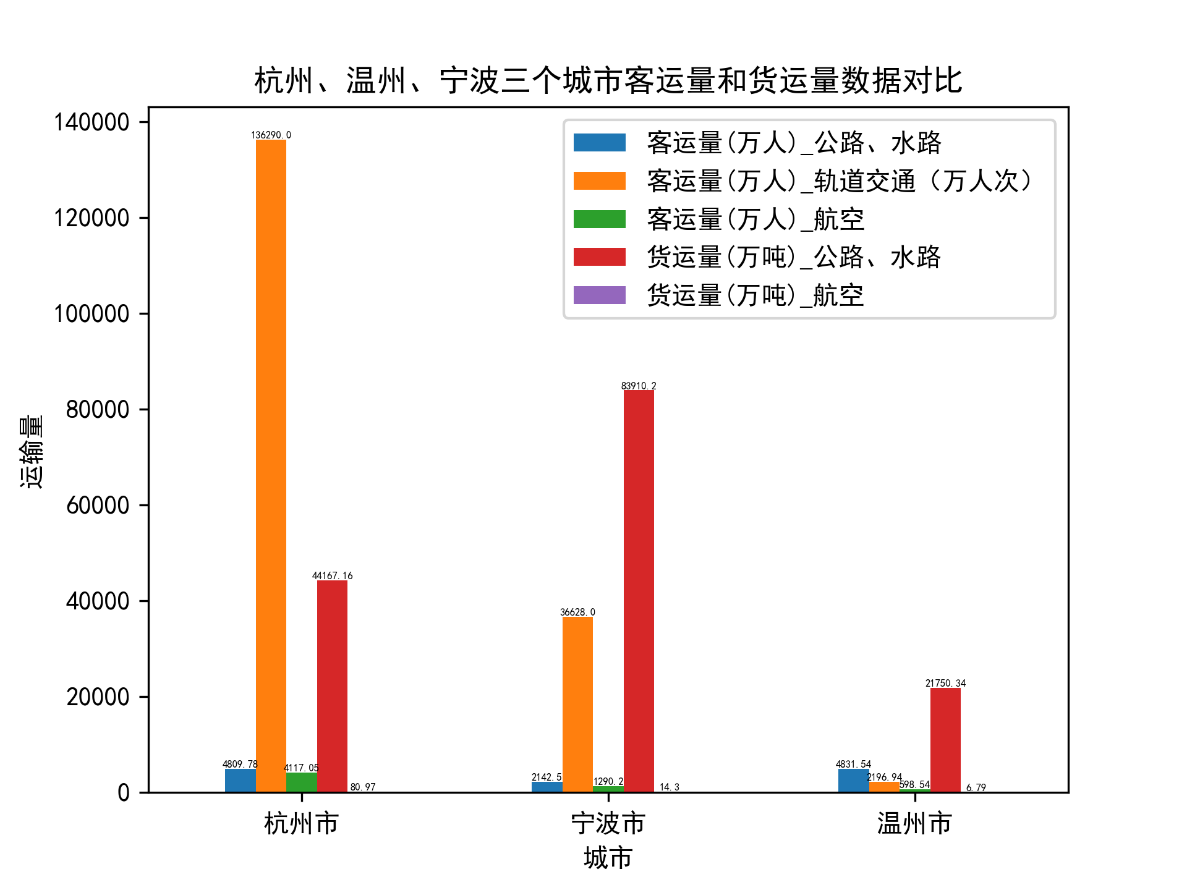 杭州、温州、宁波三个城市客运量和货运量数据对比
140000
120000
100000
80000
60000
40000
20000
0
运输量
客运量(万人)_公路、水路
客运量(万人)_轨道交通（万人次）
客运量(万人)_航空
货运量(万吨)_公路、水路
货运量(万吨)_航空
4809.78
136290.0
4117.05
44167.16
80.97
2142.5
36628.0
1290.2
83910.2
14.3
4831.54
2196.94
598.54
21750.34
6.79
杭州市
宁波市
温州市
城市